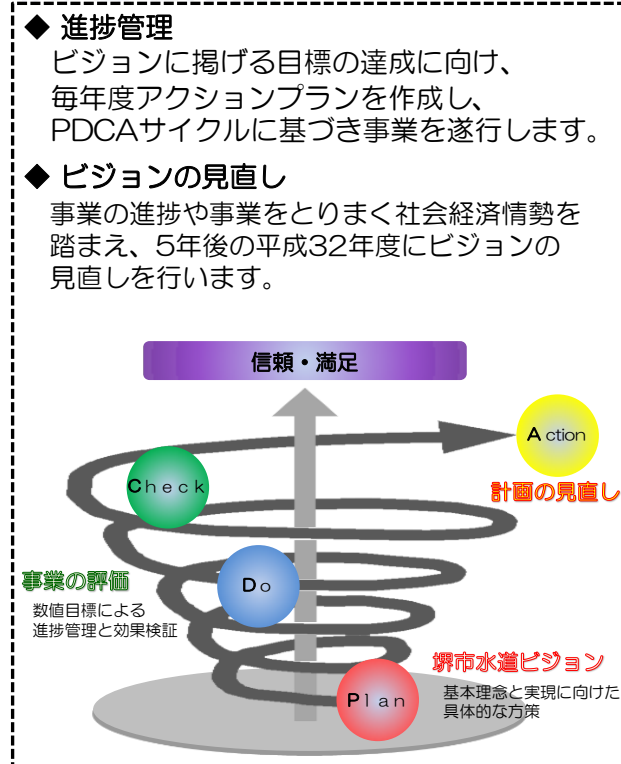 ◆ 進捗管理
ビジョンに掲げる目標の達成に向け、
毎年度アクションプランを作成し、
PDCAサイクルに基づき事業を遂行します。
◆ ビジョンの見直し
事業の進捗や事業をとりまく社会経済情勢を
踏まえ、5年後の平成32年度にビジョンの
見直しを行います。
信頼・満足
Action
計画の見直し
Check
事業の評価
数値目標による
進捗管理と効果検証
Do
堺市水道ビジョン
Plan
基本理念と実現に向けた
具体的な方策